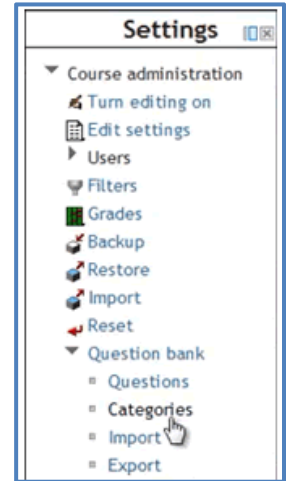 Settings
Course administration
Turn editing on
Edit settings
Users
Filters
Grades
Backup
Restore
Import
Reset
Question bank
Questions
Categories
Import
Export